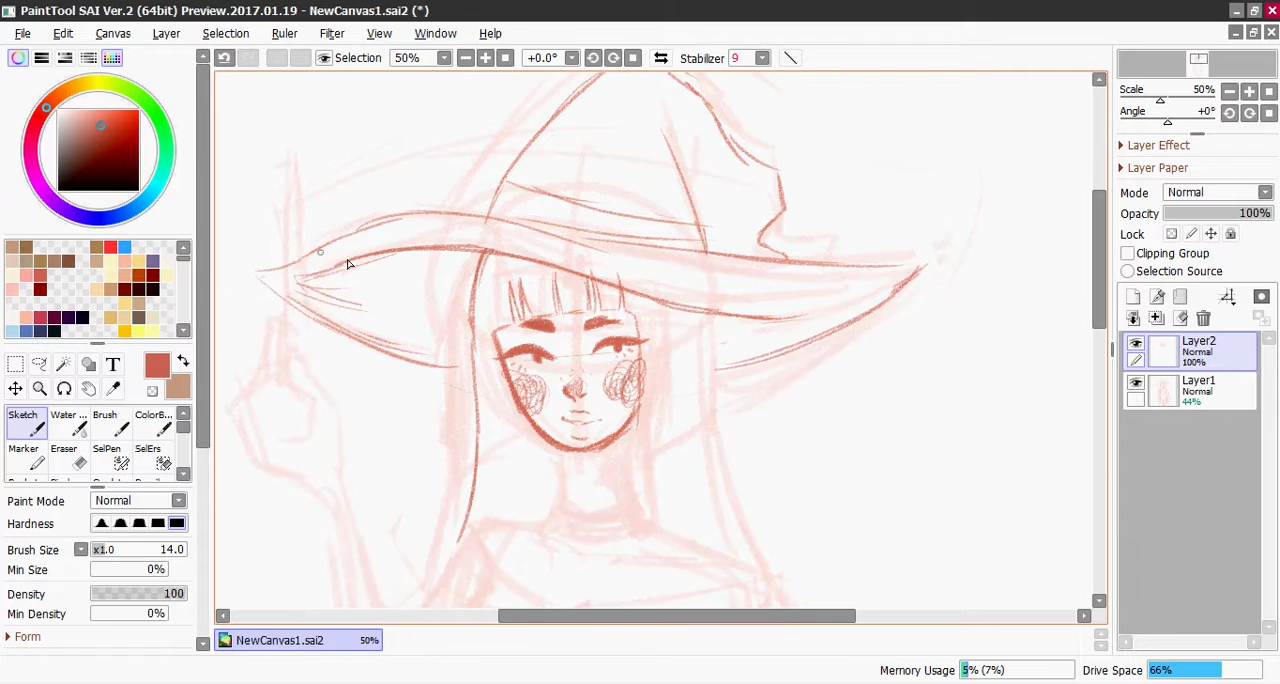 PaintTool SAI Ver.2 (64bit) Preview.2017.01.19 - NewCanvas1.sai2 (*)
File Edit Canvas Layer Selection Ruler Filter View Window Help
Selection 50% +0.0° Stabilizer 9
Scale 50%
Angle +0°
Layer Effect
Layer Paper
Mode Normal
Opacity 100%
Lock
Clipping Group
Selection Source
Layer2
Normal
100%
Layer1
Normal
44%
T
Sketch Water ... Brush ColorB...
Marker Eraser SelPen SelErs
Paint Mode Normal
Hardness
Brush Size x1.0 14.0
Min Size 0%
Density 100
Min Density 0%
Form
NewCanvas1.sai2 50%
Memory Usage 5% (7%) Drive Space 66%